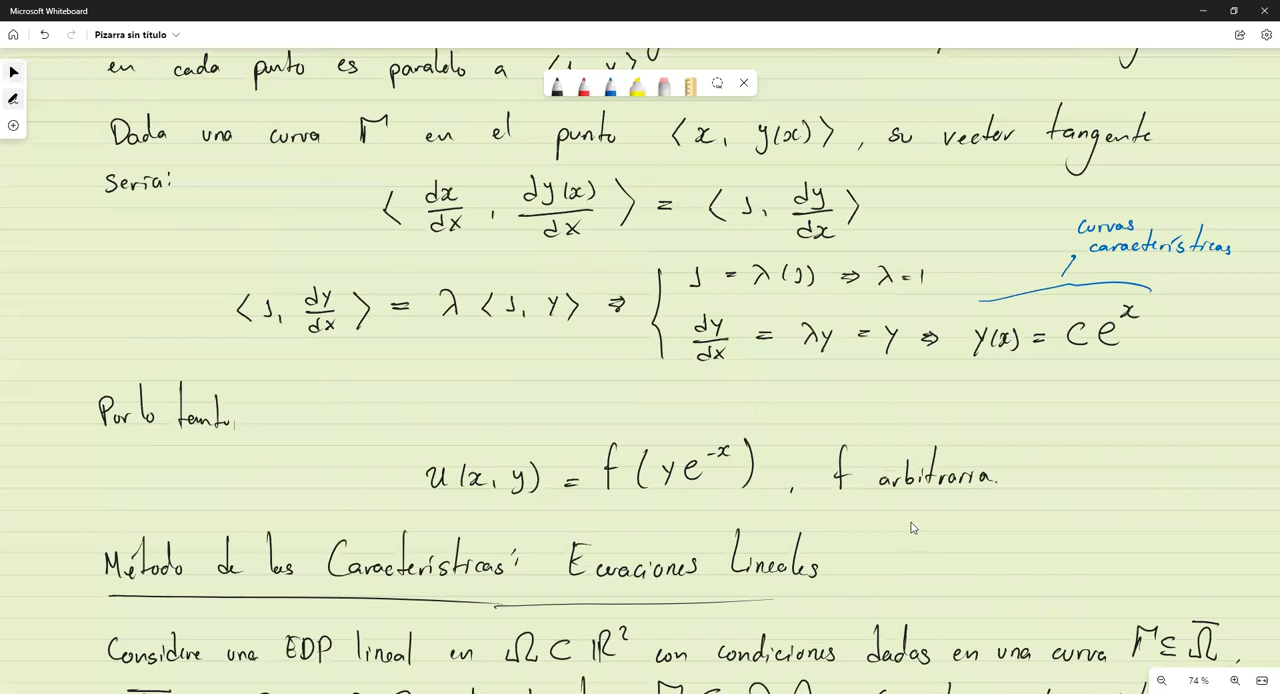 Microsoft Whiteboard
Pizarra sin título
en cada punto es paralelo a
Dada una curva Γ en el punto ⟨x, y(x)⟩, su vector tangente
Sería:
⟨dx/dx, dy(x)/dx⟩ = ⟨1, dy/dx⟩
curvas
características
⟨1, dy/dx⟩ = λ⟨1, y⟩ ⇒ { 1 = λ(1) ⇒ λ = 1
dy/dx = λy = y ⇒ y(x) = Ce^x
Por lo tanto,
u(x, y) = f(ye^{-x}), f arbitraria.
Método de las Características: Ecuaciones Lineales
Considere una EDP lineal en Ω ⊂ ℝ² con condiciones dadas en una curva Γ ⊆ Ω̅.
74 %